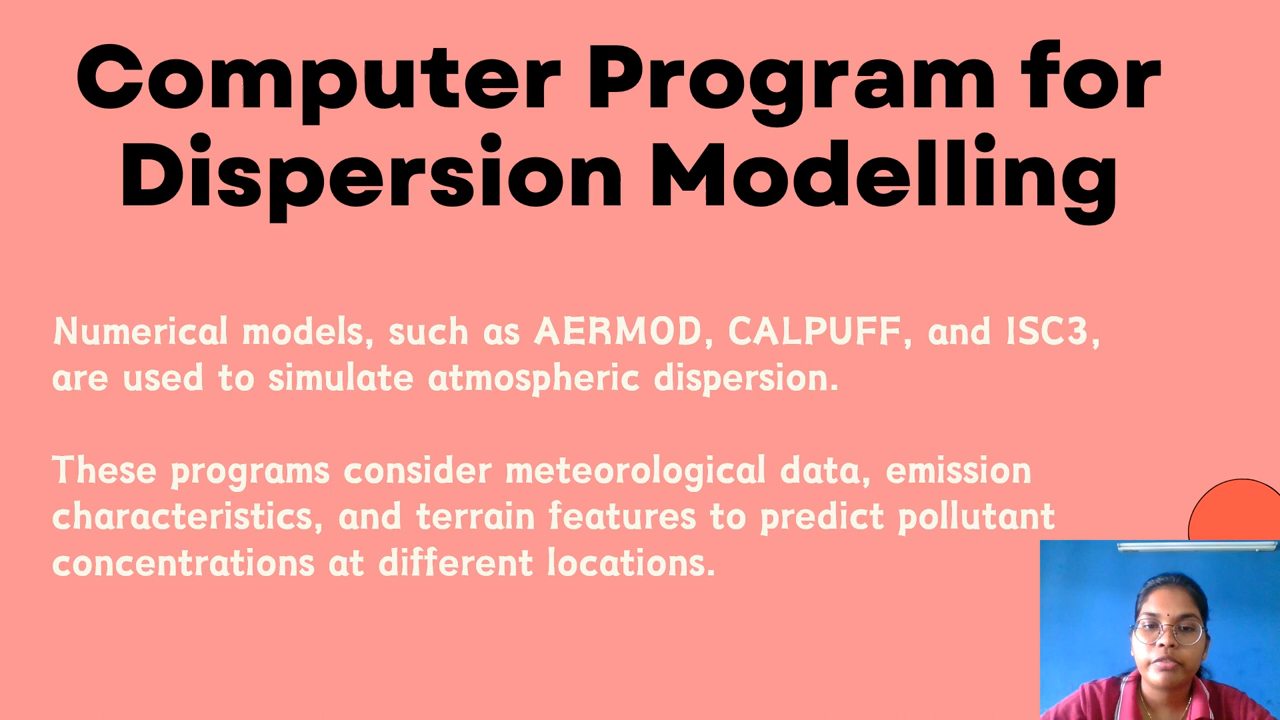 Computer Program for
Dispersion Modelling
Numerical models, such as AERMOD, CALPUFF, and ISC3,
are used to simulate atmospheric dispersion.
These programs consider meteorological data, emission
characteristics, and terrain features to predict pollutant
concentrations at different locations.